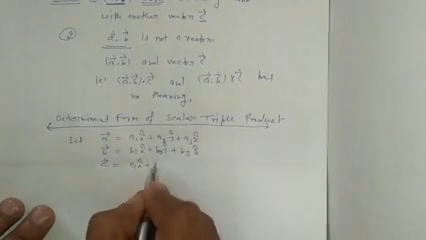 with another vector c⃗
② a⃗ . b⃗ is not a vector
(a⃗. b⃗) and vector c⃗
(a⃗. b⃗) . c⃗ and (a⃗. b⃗) × c⃗ has
no meaning.
Determinant Form of Scalar Triple Product
Let a⃗ = a₁î + a₂ĵ + a₃k̂
b⃗ = b₁î + b₂ĵ + b₃k̂
c⃗ = c₁î +